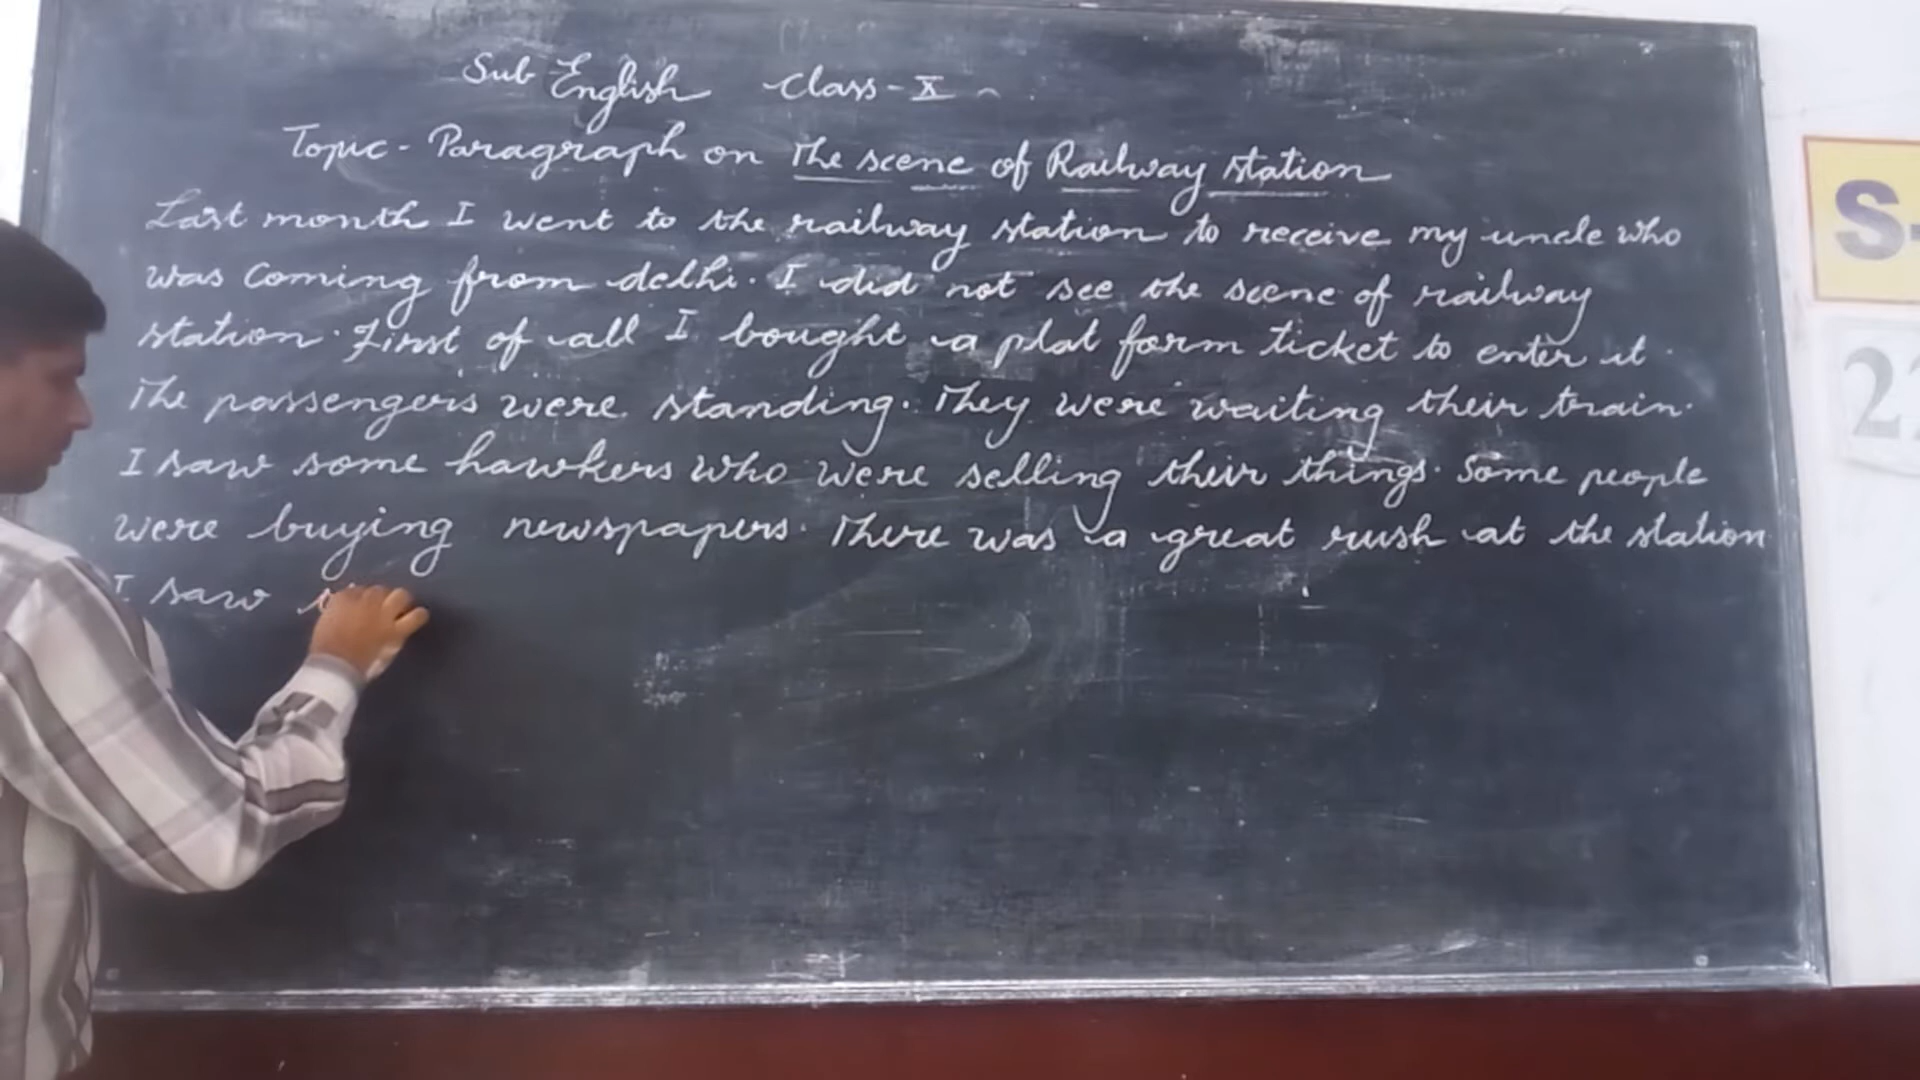 Sub English Class - X
Topic - Paragraph on the scene of Railway station
Last month I went to the railway station to receive my uncle who
was coming from delhi. I did not see the scene of railway
station. First of all I bought a plat form ticket to enter it.
The passengers were standing. They were waiting their train.
I saw some hawkers who were selling their things. Some people
were buying newspapers. There was a great rush at the station
I saw
S-
22